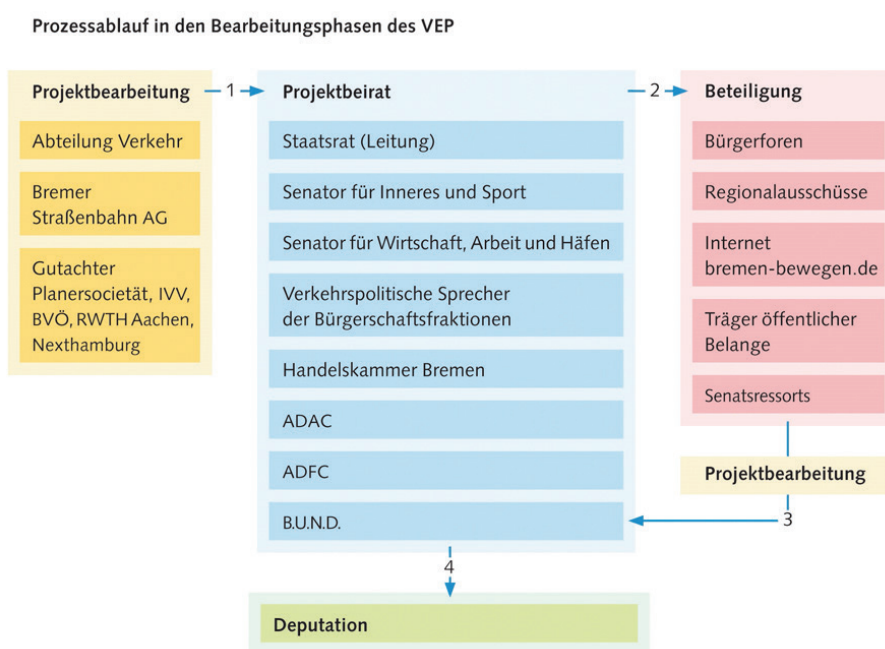 Prozessablauf in den Bearbeitungsphasen des VEP
Projektbearbeitung
Abteilung Verkehr
Bremer
Straßenbahn AG
Gutachter
Planersocietät, IVV,
BVÖ, RWTH Aachen,
Nexthamburg
1
Projektbeirat
Staatsrat (Leitung)
Senator für Inneres und Sport
Senator für Wirtschaft, Arbeit und Häfen
Verkehrspolitische Sprecher
der Bürgerschaftsfraktionen
Handelskammer Bremen
ADAC
ADFC
B.U.N.D.
2
Beteiligung
Bürgerforen
Regionalausschüsse
Internet
bremen-bewegen.de
Träger öffentlicher
Belange
Senatsressorts
Projektbearbeitung
3
4
Deputation